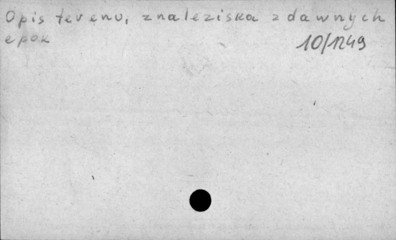 Opis terenu, znaleziska z dawnych
epok
10/1249